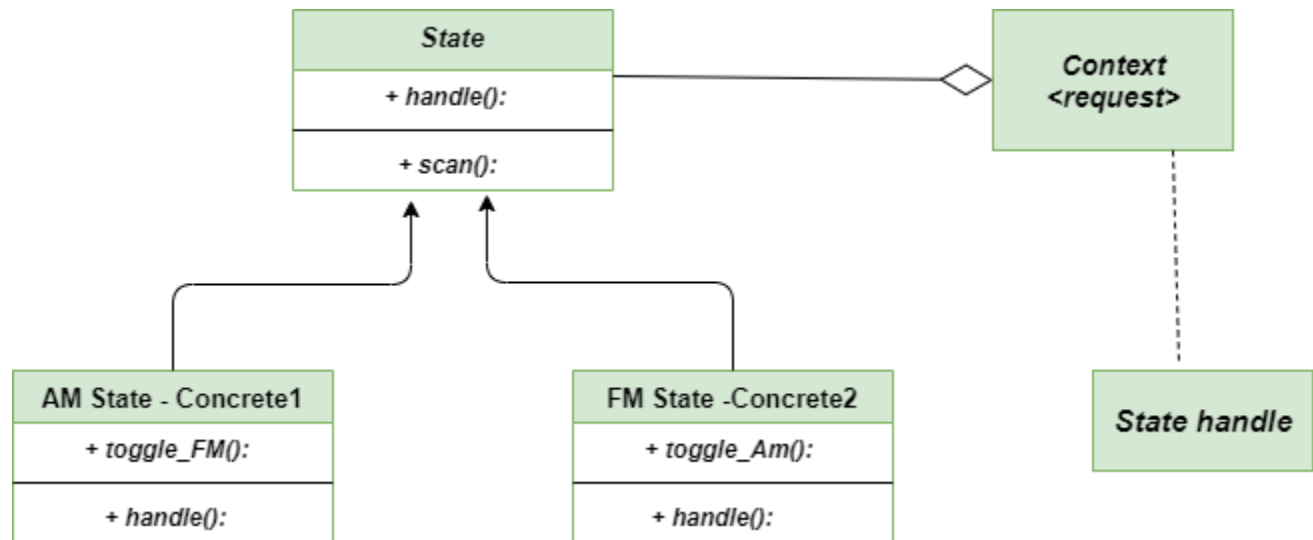 State
+ handle():
+ scan():
Context
<request>
AM State - Concrete1
+ toggle_FM():
+ handle():
FM State -Concrete2
+ toggle_Am():
+ handle():
State handle